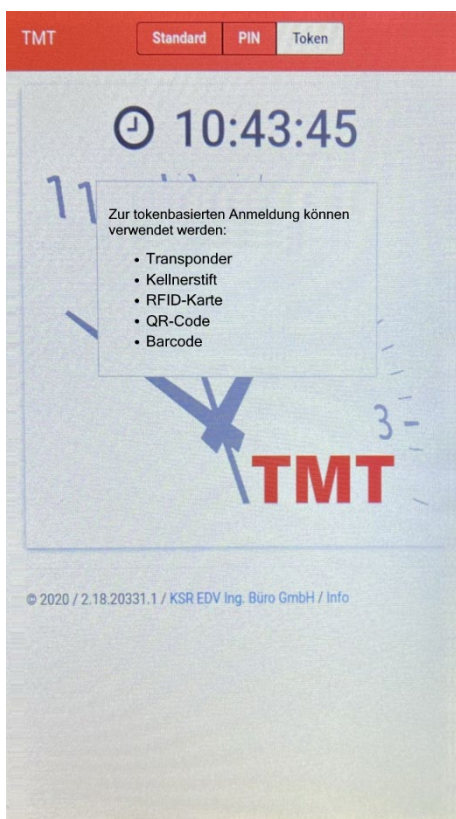 TMT
Standard
PIN
Token
10:43:45
11
Zur tokenbasierten Anmeldung können
verwendet werden:
• Transponder
• Kellnerstift
• RFID-Karte
• QR-Code
• Barcode
3
TMT
© 2020 / 2.18.20331.1 / KSR EDV Ing. Büro GmbH / Info